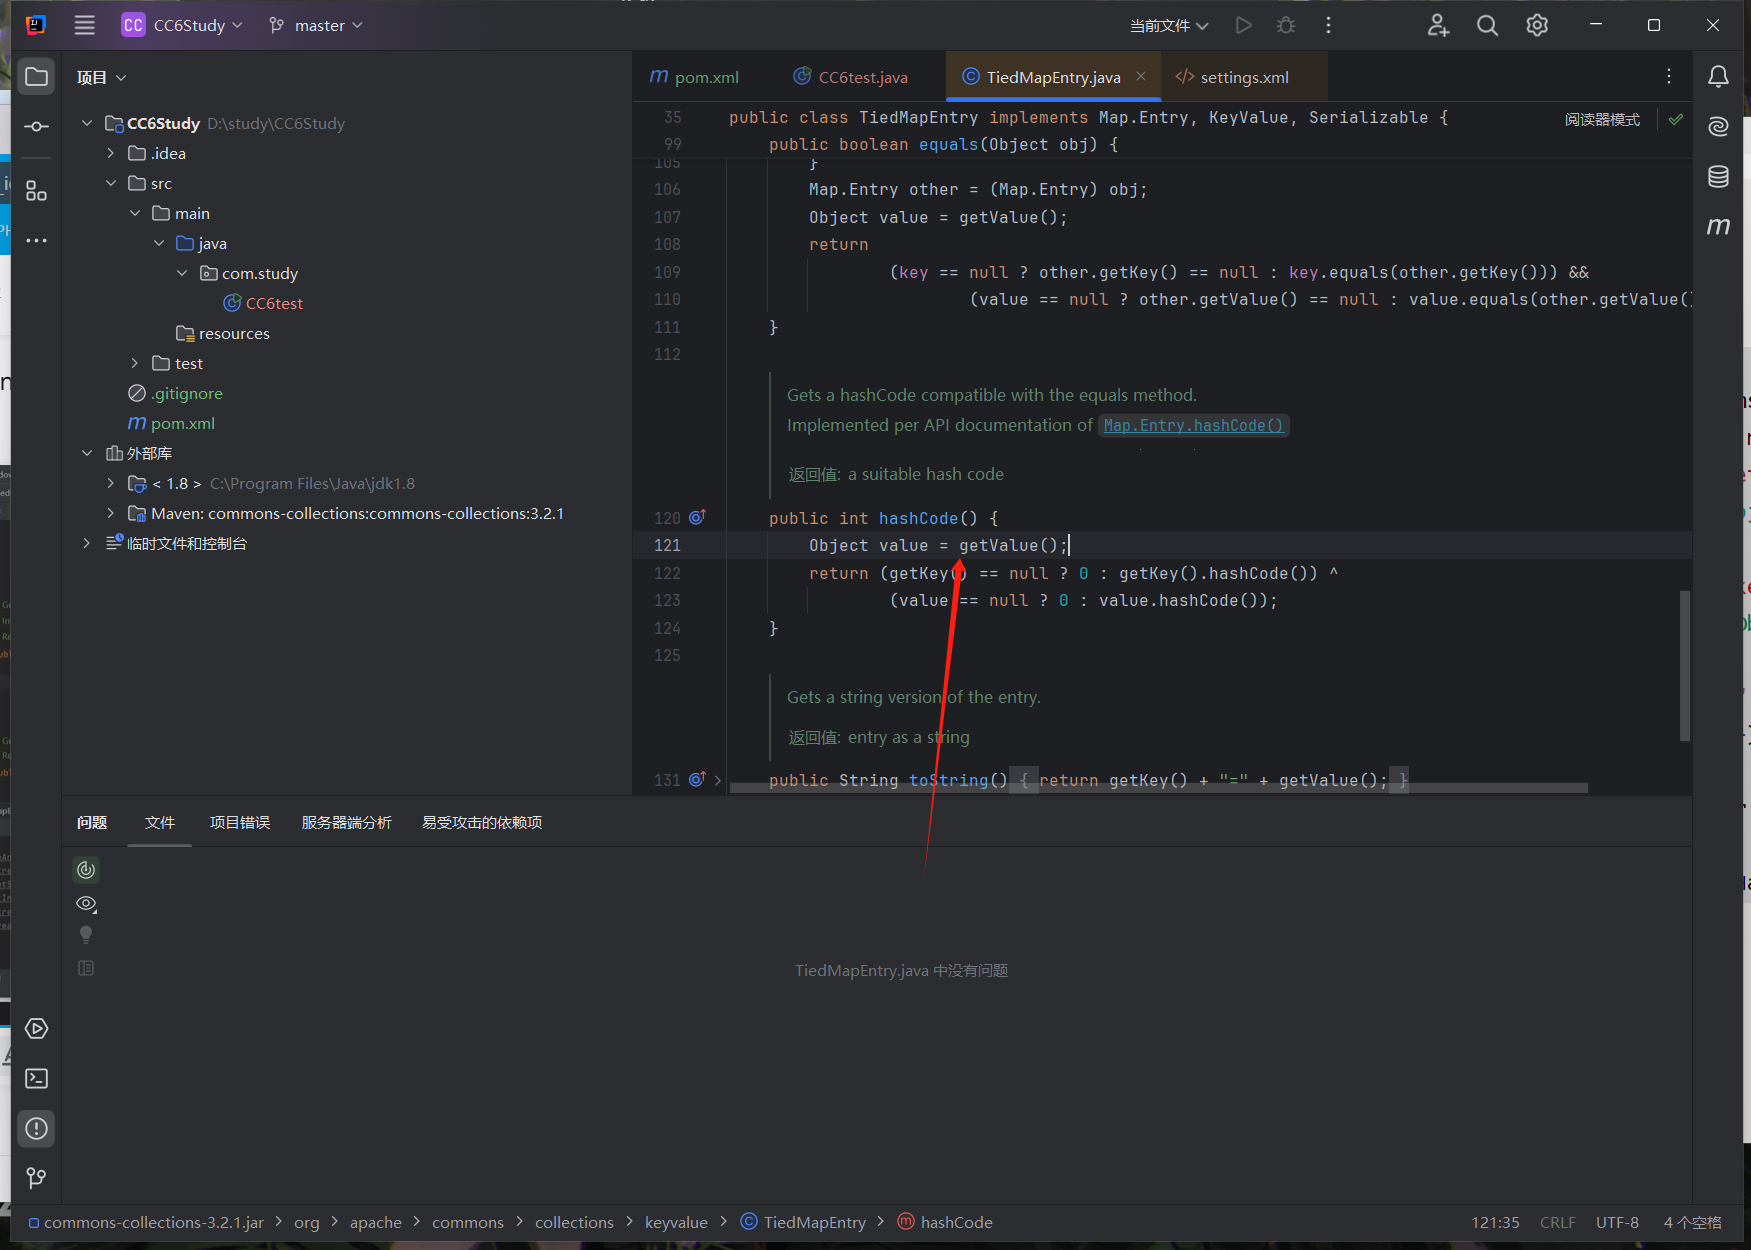 CC CC6Study master 当前文件
项目
CC6Study D:\study\CC6Study
.idea
src
main
java
com.study
CC6test
resources
test
.gitignore
pom.xml
外部库
< 1.8 > C:\Program Files\Java\jdk1.8
Maven: commons-collections:commons-collections:3.2.1
临时文件和控制台
pom.xml CC6test.java TiedMapEntry.java settings.xml
35 public class TiedMapEntry implements Map.Entry, KeyValue, Serializable { 阅读器模式
99 public boolean equals(Object obj) {
105 }
106 Map.Entry other = (Map.Entry) obj;
107 Object value = getValue();
108 return
109 (key == null ? other.getKey() == null : key.equals(other.getKey())) &&
110 (value == null ? other.getValue() == null : value.equals(other.getValue()
111 }
112
Gets a hashCode compatible with the equals method.
Implemented per API documentation of Map.Entry.hashCode()
返回值: a suitable hash code
120 public int hashCode() {
121 Object value = getValue();
122 return (getKey() == null ? 0 : getKey().hashCode()) ^
123 (value == null ? 0 : value.hashCode());
124 }
125
Gets a string version of the entry.
返回值: entry as a string
131 public String toString() { return getKey() + "=" + getValue(); }
问题 文件 项目错误 服务器端分析 易受攻击的依赖项
TiedMapEntry.java 中没有问题
commons-collections-3.2.1.jar org apache commons collections keyvalue TiedMapEntry hashCode 121:35 CRLF UTF-8 4 个空格